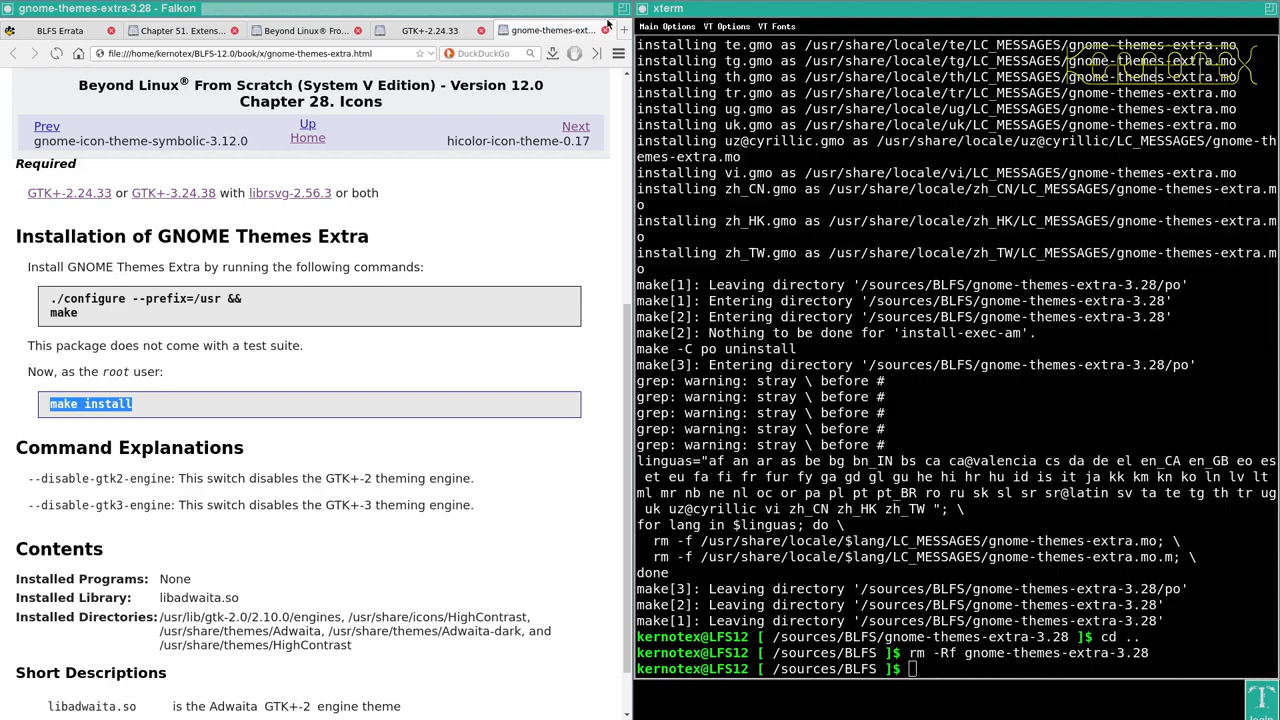 gnome-themes-extra-3.28 - Falkon
BLFS Errata
Chapter 51. Extens...
Beyond Linux® Fro...
GTK+-2.24.33
gnome-themes-ext...
file:///home/kernotex/BLFS-12.0/book/x/gnome-themes-extra.html
DuckDuckGo
Beyond Linux® From Scratch (System V Edition) - Version 12.0
Chapter 28. Icons
Prev
Up
Next
gnome-icon-theme-symbolic-3.12.0
Home
hicolor-icon-theme-0.17
Required
GTK+-2.24.33 or GTK+-3.24.38 with librsvg-2.56.3 or both
Installation of GNOME Themes Extra
Install GNOME Themes Extra by running the following commands:
./configure --prefix=/usr &&
make
This package does not come with a test suite.
Now, as the root user:
make install
Command Explanations
--disable-gtk2-engine: This switch disables the GTK+-2 theming engine.
--disable-gtk3-engine: This switch disables the GTK+-3 theming engine.
Contents
Installed Programs: None
Installed Library: libadwaita.so
Installed Directories: /usr/lib/gtk-2.0/2.10.0/engines, /usr/share/icons/HighContrast,
/usr/share/themes/Adwaita, /usr/share/themes/Adwaita-dark, and
/usr/share/themes/HighContrast
Short Descriptions
libadwaita.so is the Adwaita GTK+-2 engine theme
xterm
Main Options VT Options VT Fonts
installing te.gmo as /usr/share/locale/te/LC_MESSAGES/gnome-themes-extra.mo
installing tg.gmo as /usr/share/locale/tg/LC_MESSAGES/gnome-themes-extra.mo
installing th.gmo as /usr/share/locale/th/LC_MESSAGES/gnome-themes-extra.mo
installing tr.gmo as /usr/share/locale/tr/LC_MESSAGES/gnome-themes-extra.mo
installing ug.gmo as /usr/share/locale/ug/LC_MESSAGES/gnome-themes-extra.mo
installing uk.gmo as /usr/share/locale/uk/LC_MESSAGES/gnome-themes-extra.mo
installing uz@cyrillic.gmo as /usr/share/locale/uz@cyrillic/LC_MESSAGES/gnome-th
emes-extra.mo
installing vi.gmo as /usr/share/locale/vi/LC_MESSAGES/gnome-themes-extra.mo
installing zh_CN.gmo as /usr/share/locale/zh_CN/LC_MESSAGES/gnome-themes-extra.m
o
installing zh_HK.gmo as /usr/share/locale/zh_HK/LC_MESSAGES/gnome-themes-extra.m
o
installing zh_TW.gmo as /usr/share/locale/zh_TW/LC_MESSAGES/gnome-themes-extra.m
o
make[1]: Leaving directory '/sources/BLFS/gnome-themes-extra-3.28/po'
make[1]: Entering directory '/sources/BLFS/gnome-themes-extra-3.28'
make[2]: Entering directory '/sources/BLFS/gnome-themes-extra-3.28'
make[2]: Nothing to be done for 'install-exec-am'.
make -C po uninstall
make[3]: Entering directory '/sources/BLFS/gnome-themes-extra-3.28/po'
grep: warning: stray \ before #
grep: warning: stray \ before #
grep: warning: stray \ before #
grep: warning: stray \ before #
grep: warning: stray \ before #
linguas="af an ar as be bg bn_IN bs ca ca@valencia cs da de el en_CA en_GB eo es
 et eu fa fi fr fur fy ga gd gl gu he hi hr hu id is it ja kk km kn ko ln lv lt
ml mr nb ne nl oc or pa pl pt pt_BR ro ru sk sl sr sr@latin sv ta te tg th tr ug
 uk uz@cyrillic vi zh_CN zh_HK zh_TW "; \
for lang in $linguas; do \
  rm -f /usr/share/locale/$lang/LC_MESSAGES/gnome-themes-extra.mo; \
  rm -f /usr/share/locale/$lang/LC_MESSAGES/gnome-themes-extra.mo.m; \
done
make[3]: Leaving directory '/sources/BLFS/gnome-themes-extra-3.28/po'
make[2]: Leaving directory '/sources/BLFS/gnome-themes-extra-3.28'
make[1]: Leaving directory '/sources/BLFS/gnome-themes-extra-3.28'
kernotex@LFS12 [ /sources/BLFS/gnome-themes-extra-3.28 ]$ cd ..
kernotex@LFS12 [ /sources/BLFS ]$ rm -Rf gnome-themes-extra-3.28
kernotex@LFS12 [ /sources/BLFS ]$